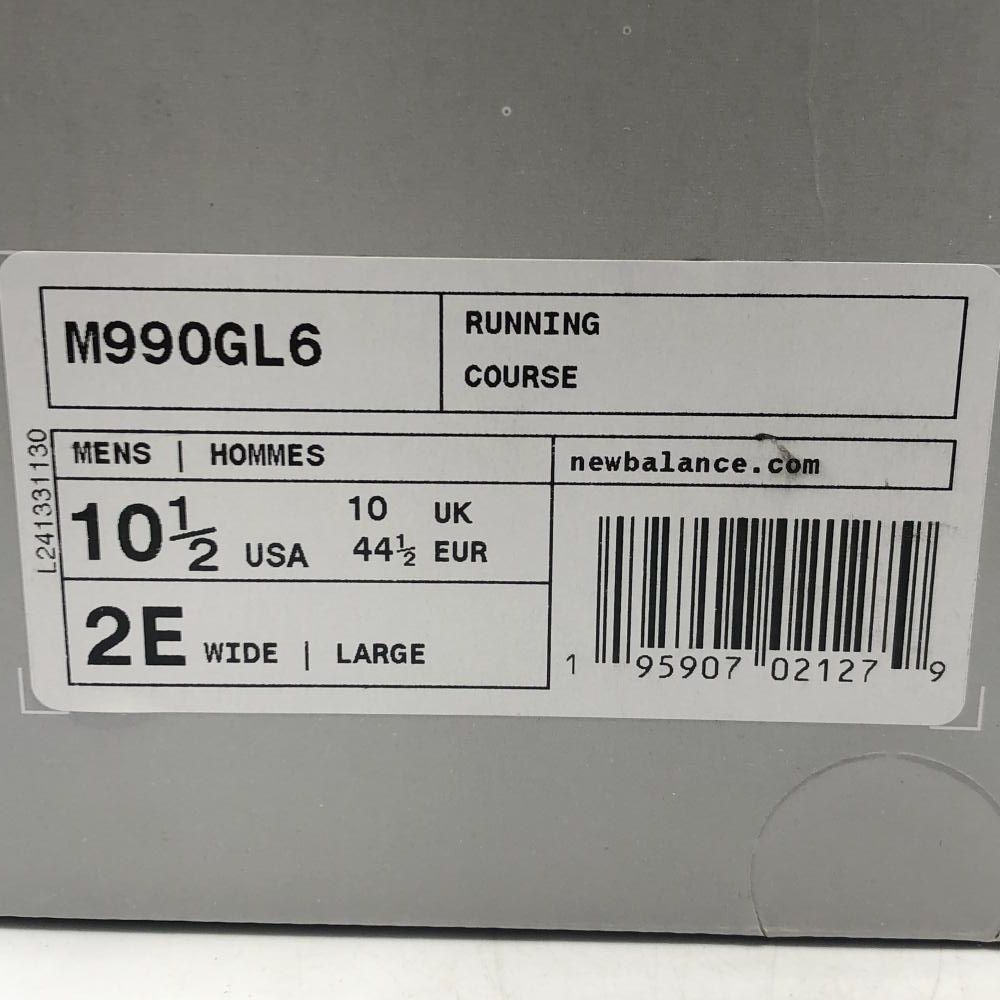 M990GL6
RUNNING
COURSE
L241331130
MENS | HOMMES
newbalance.com
10½ USA
10 UK
44½ EUR
2E WIDE | LARGE
1 95907 02127 9